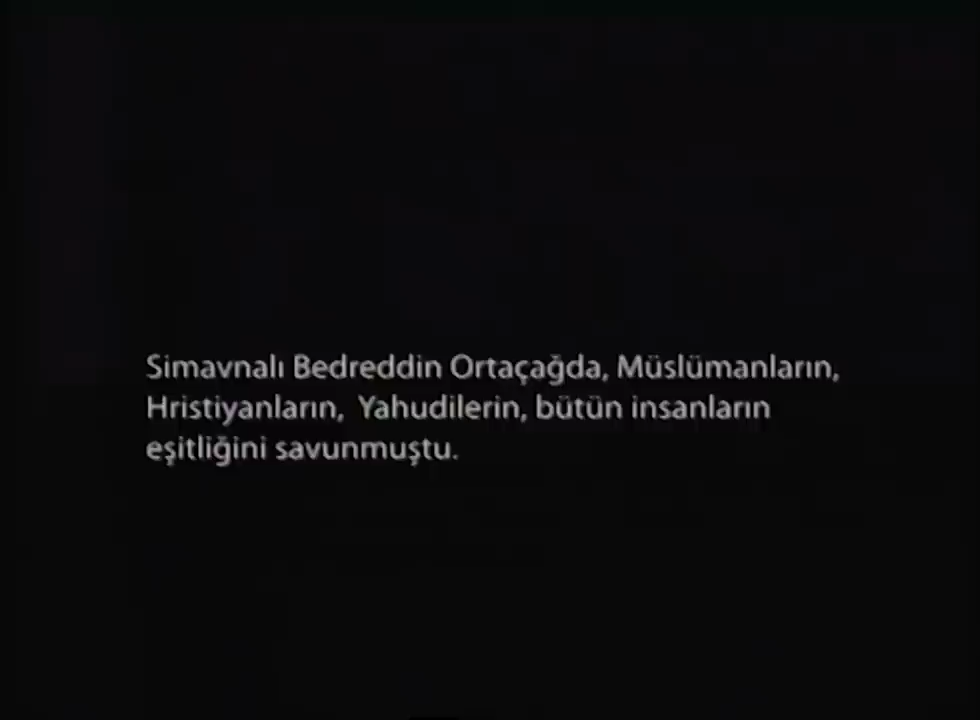 Simavnalı Bedreddin Ortaçağda, Müslümanların,
Hristiyanların, Yahudilerin, bütün insanların
eşitliğini savunmuştu.